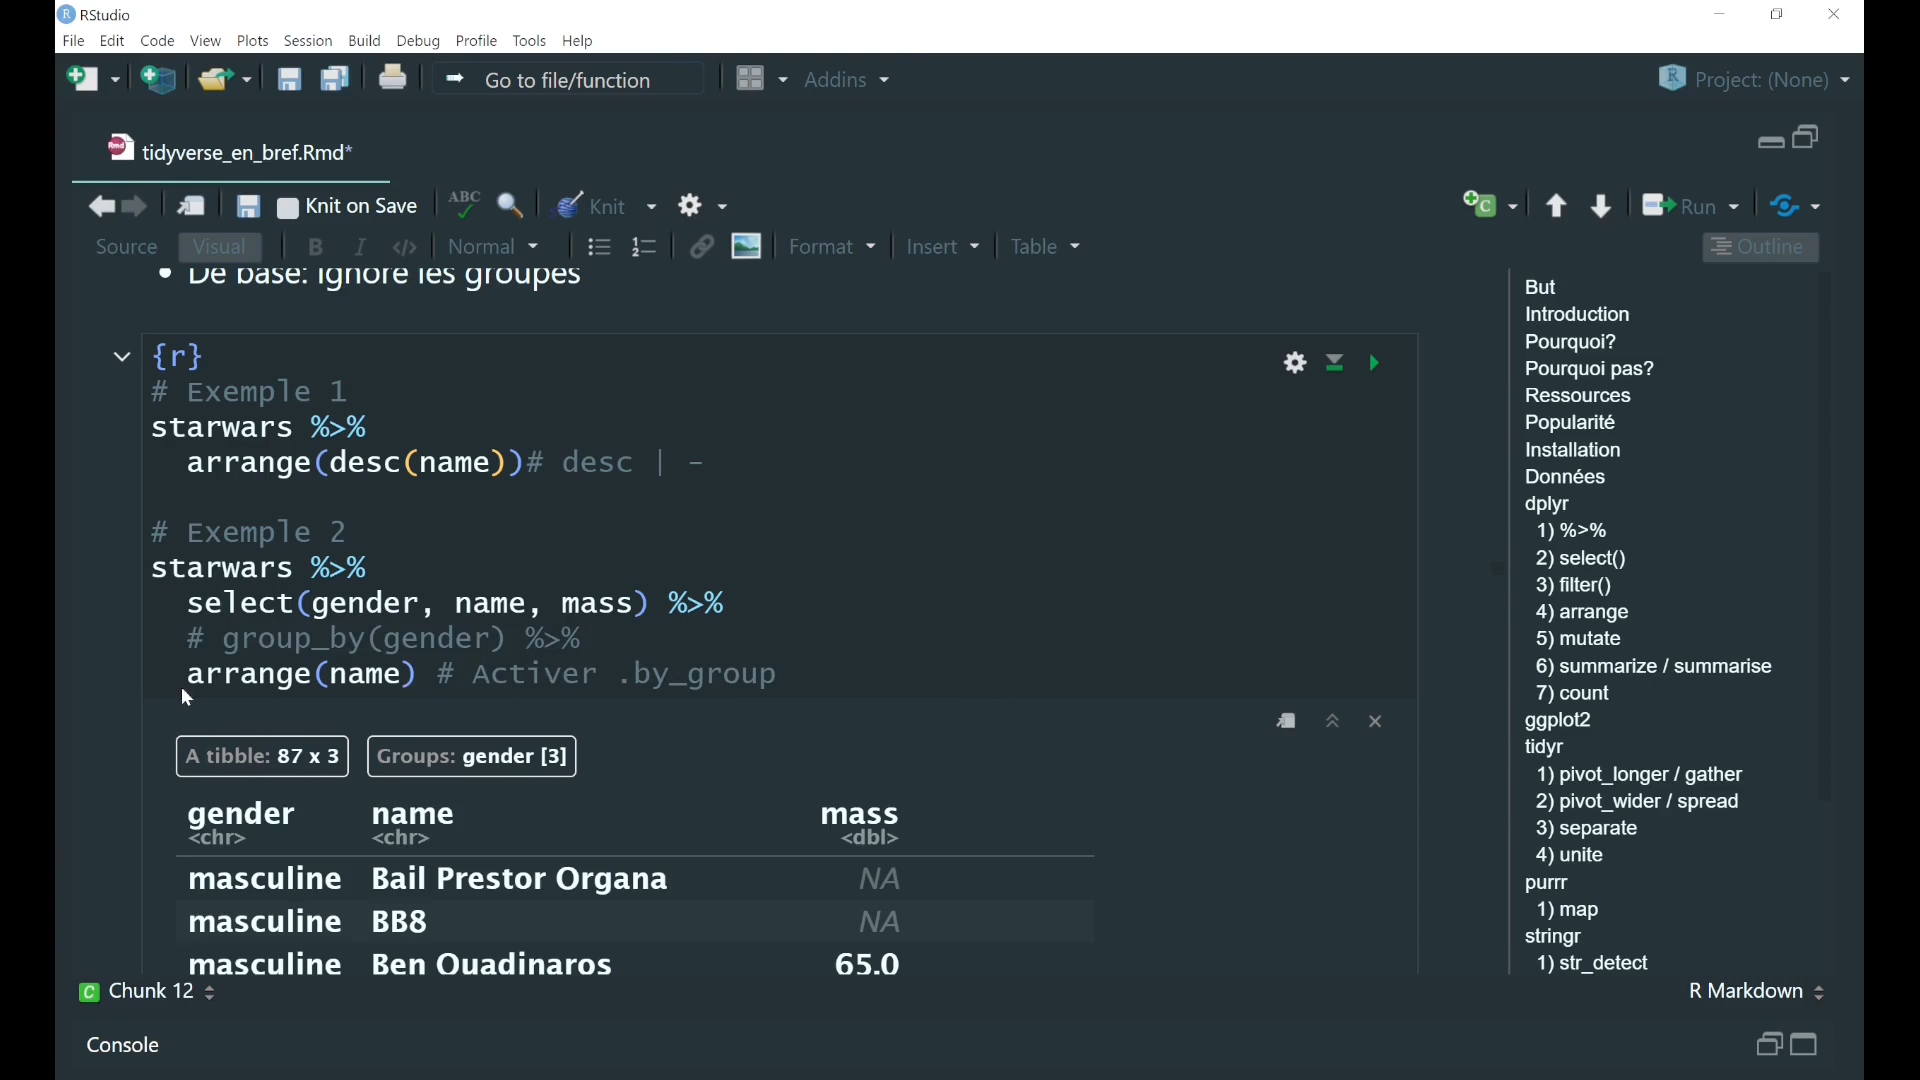 RStudio
File Edit Code View Plots Session Build Debug Profile Tools Help
Go to file/function Addins R Project: (None)
Rmd tidyverse_en_bref.Rmd*
Knit on Save ABC Knit C Run
Source Visual B I </> Normal Format Insert Table Outline
• De base: ignore les groupes
{r}
# Exemple 1
starwars %>%
arrange(desc(name))# desc | -
# Exemple 2
starwars %>%
select(gender, name, mass) %>%
# group_by(gender) %>%
arrange(name) # Activer .by_group
A tibble: 87 x 3 Groups: gender [3]
gender name mass
<chr> <chr> <dbl>
masculine Bail Prestor Organa NA
masculine BB8 NA
masculine Ben Quadinaros 65.0
But
Introduction
Pourquoi?
Pourquoi pas?
Ressources
Popularité
Installation
Données
dplyr
1) %>%
2) select()
3) filter()
4) arrange
5) mutate
6) summarize / summarise
7) count
ggplot2
tidyr
1) pivot_longer / gather
2) pivot_wider / spread
3) separate
4) unite
purrr
1) map
stringr
1) str_detect
C Chunk 12 R Markdown
Console